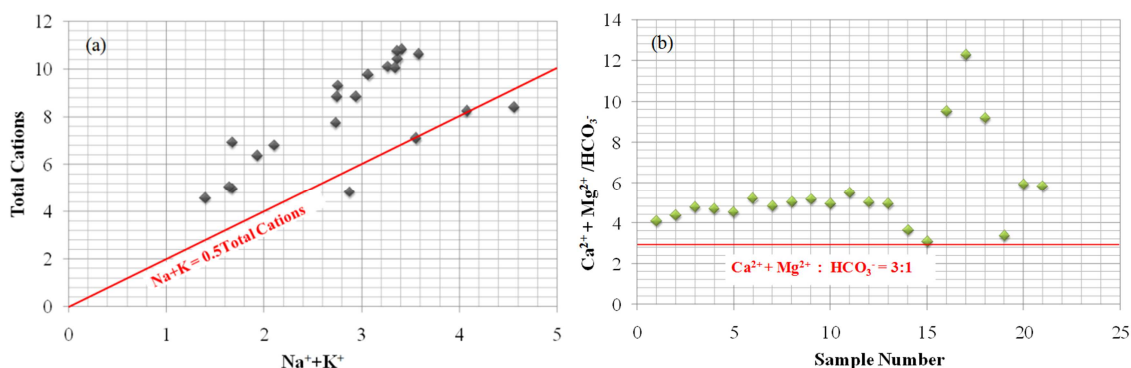 (a)
Total Cations
12
10
8
6
4
2
0
0 1 2 3 4 5
Na⁺+K⁺
Na+K = 0.5Total Cations
(b)
Ca²⁺ + Mg²⁺ /HCO₃⁻
14
12
10
8
6
4
2
0
0 5 10 15 20 25
Sample Number
Ca²⁺ + Mg²⁺ : HCO₃⁻ = 3:1